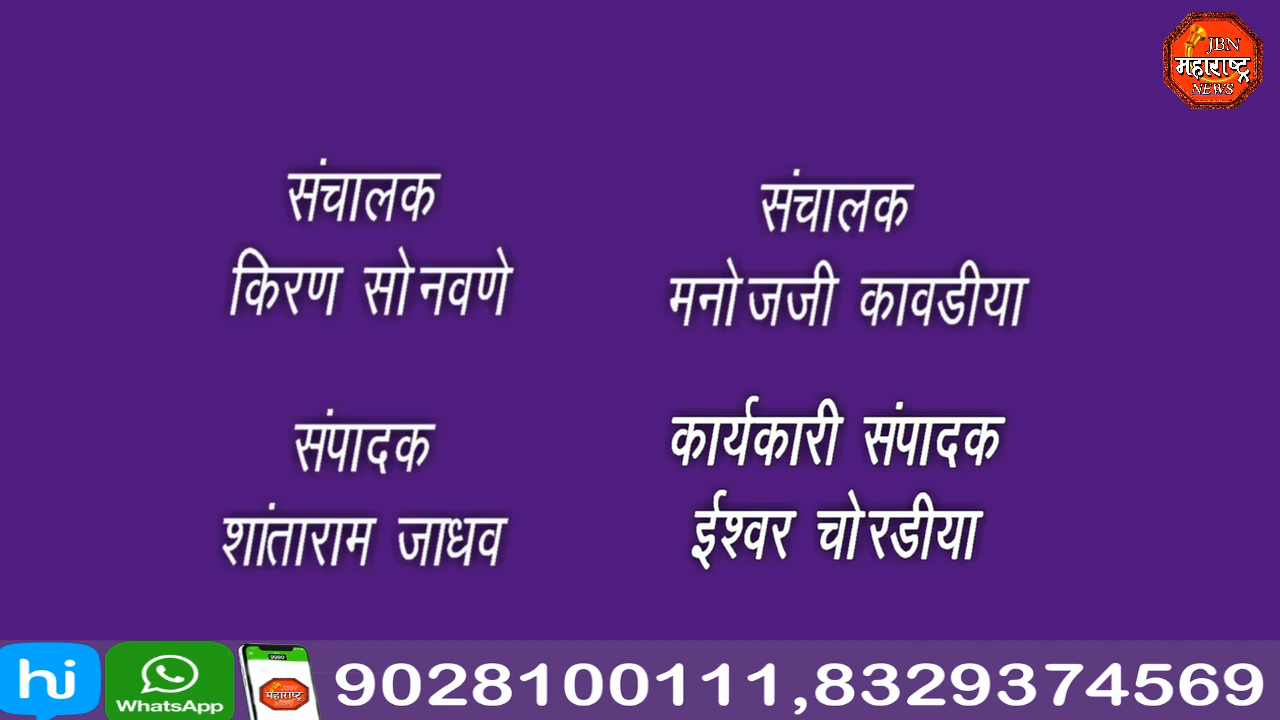 JBN
महाराष्ट्र
NEWS
संचालक
किरण सोनवणे
संचालक
मनोजजी कावडीया
संपादक
शांताराम जाधव
कार्यकारी संपादक
ईश्वर चोरडीया
hi
WhatsApp
महाराष्ट्र
9028100111,8329374569